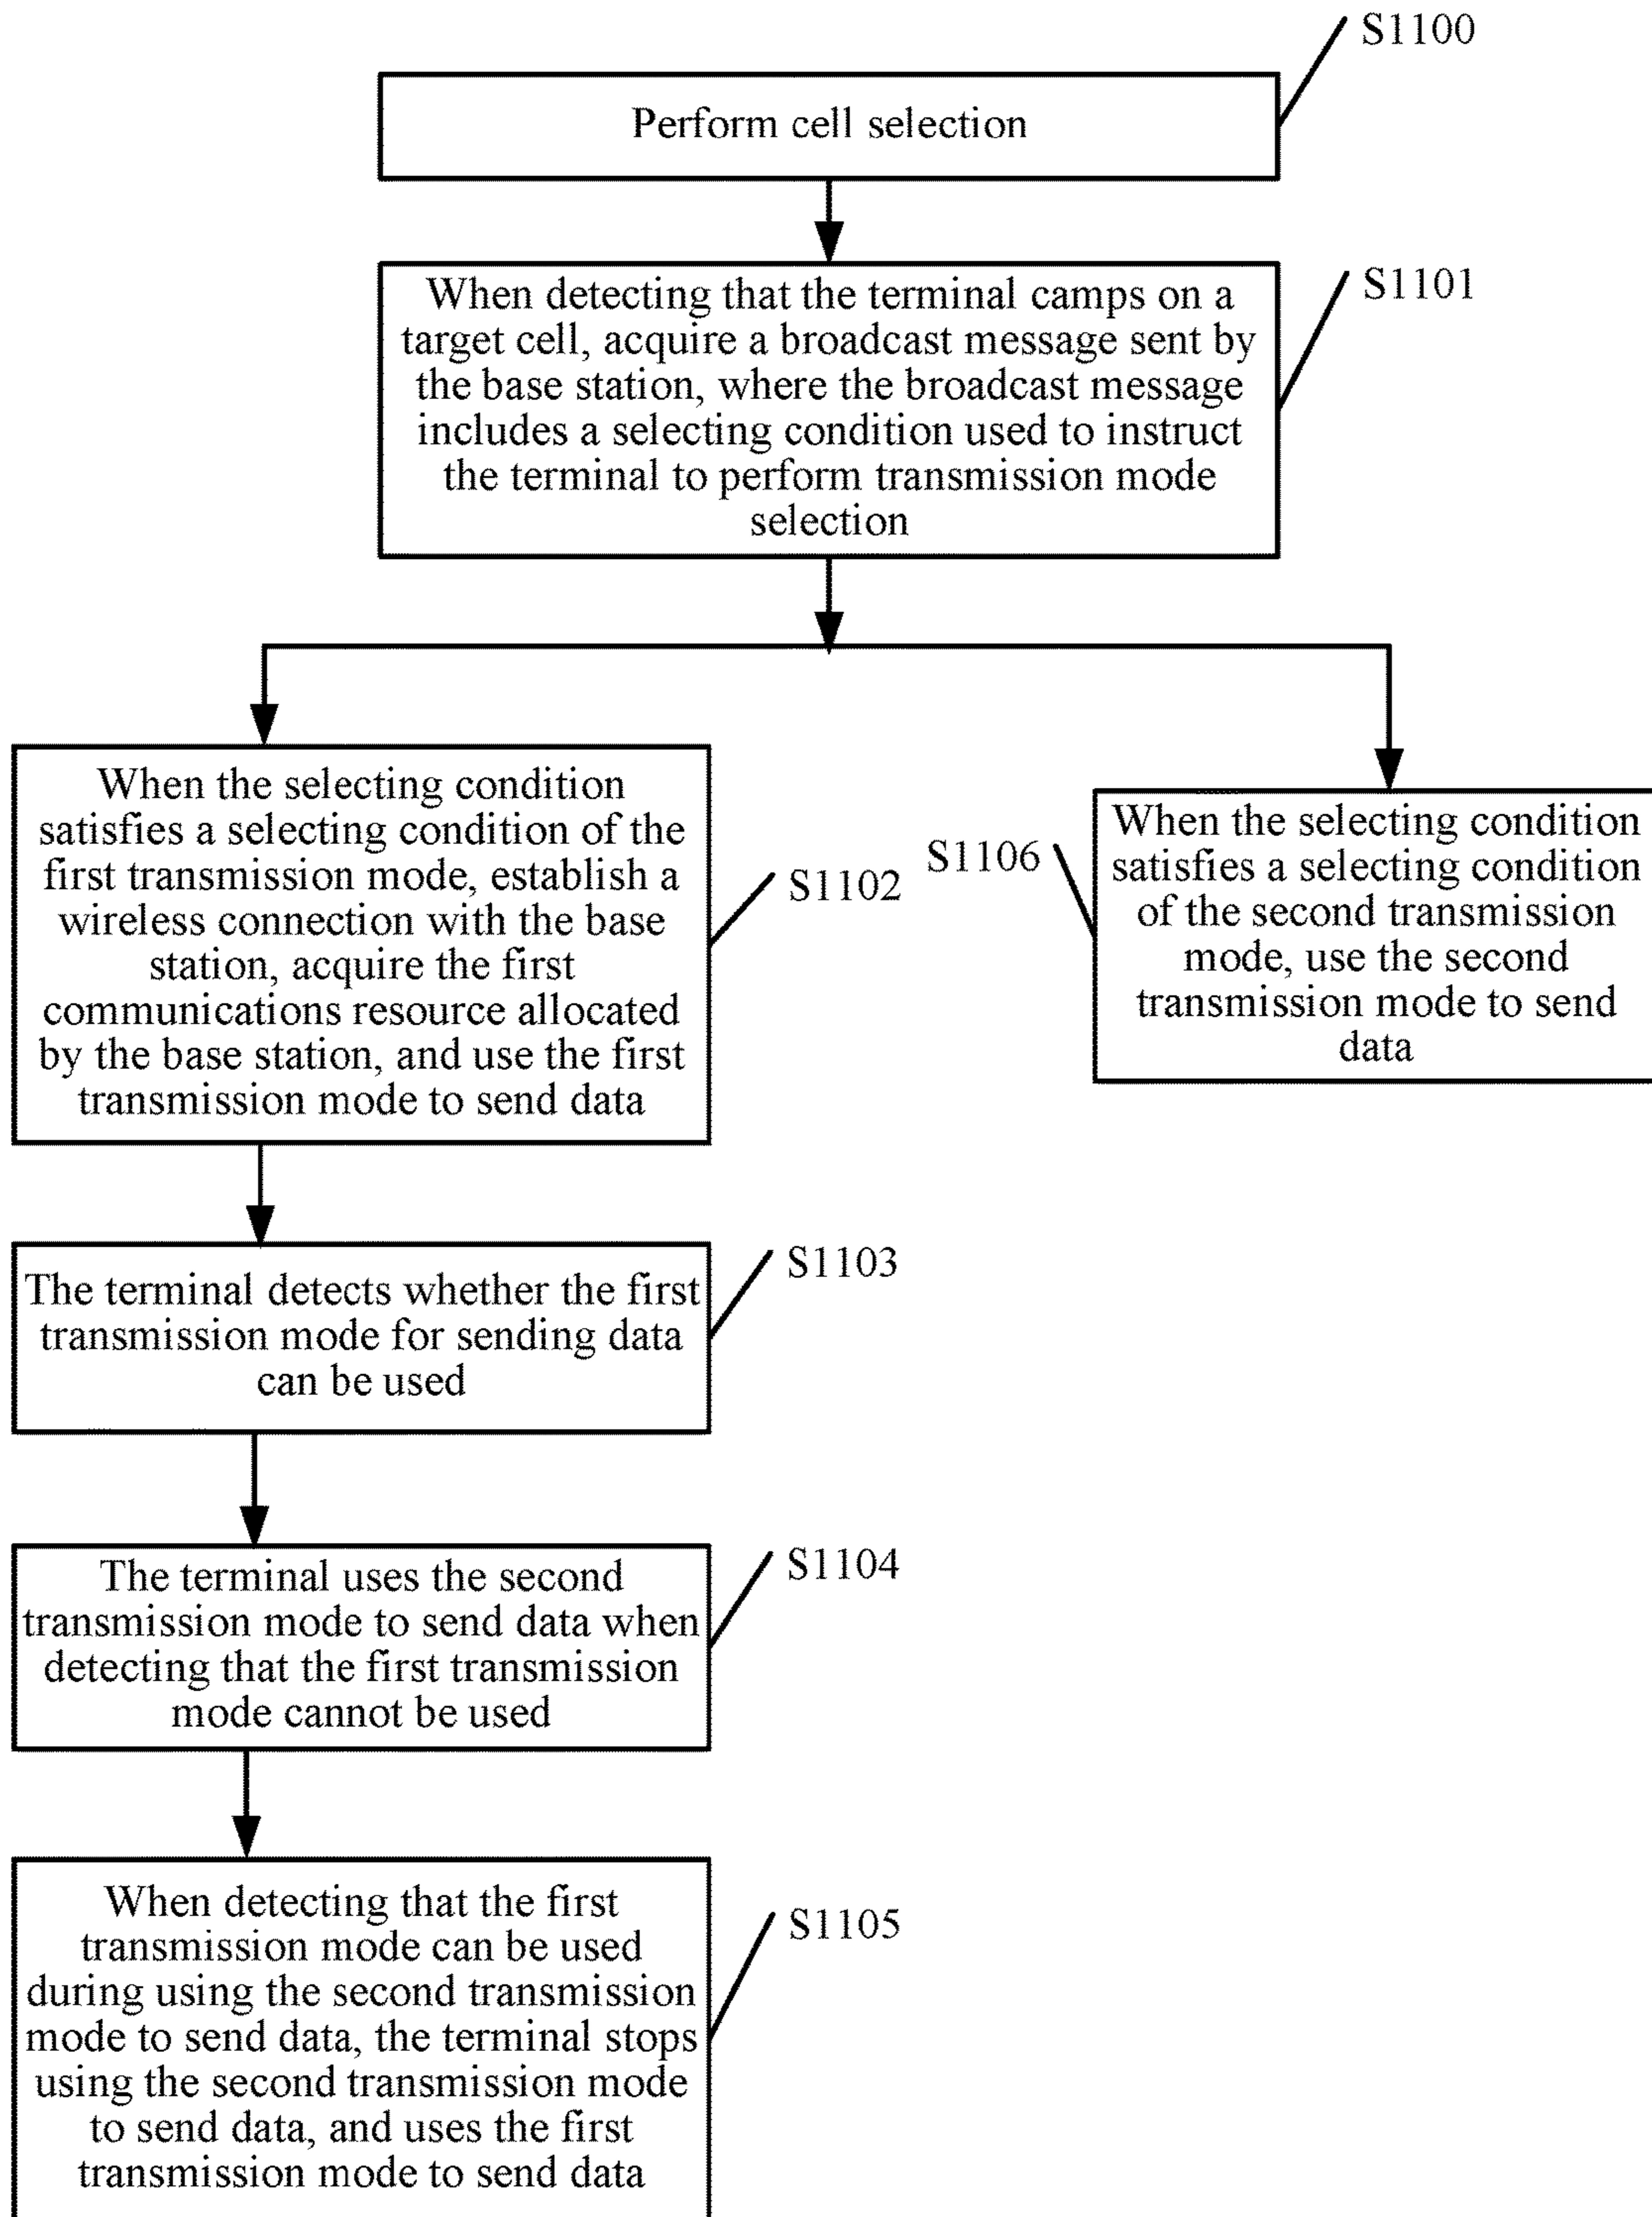 S1100
Perform cell selection
S1101
When detecting that the terminal camps on a
target cell, acquire a broadcast message sent by
the base station, where the broadcast message
includes a selecting condition used to instruct
the terminal to perform transmission mode
selection
When the selecting condition
satisfies a selecting condition of the
first transmission mode, establish a
wireless connection with the base
station, acquire the first
communications resource allocated
by the base station, and use the first
transmission mode to send data
S1102
S1106
When the selecting condition
satisfies a selecting condition
of the second transmission
mode, use the second
transmission mode to send
data
S1103
The terminal detects whether the first
transmission mode for sending data
can be used
S1104
The terminal uses the second
transmission mode to send data when
detecting that the first transmission
mode cannot be used
S1105
When detecting that the first
transmission mode can be used
during using the second transmission
mode to send data, the terminal stops
using the second transmission mode
to send data, and uses the first
transmission mode to send data